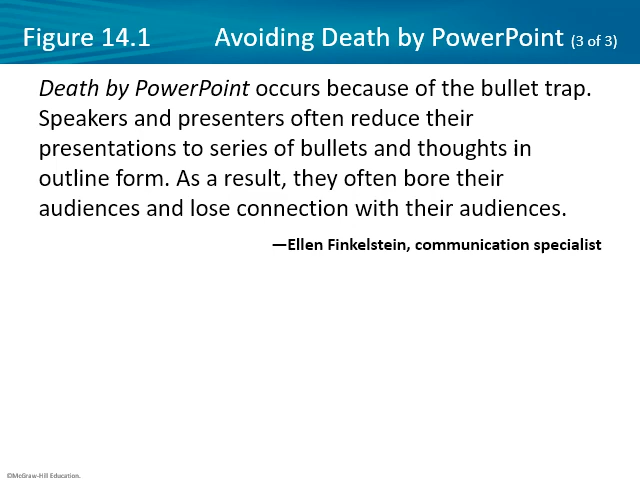 Figure 14.1 Avoiding Death by PowerPoint (3 of 3)
Death by PowerPoint occurs because of the bullet trap.
Speakers and presenters often reduce their
presentations to series of bullets and thoughts in
outline form. As a result, they often bore their
audiences and lose connection with their audiences.
—Ellen Finkelstein, communication specialist
©McGraw-Hill Education.